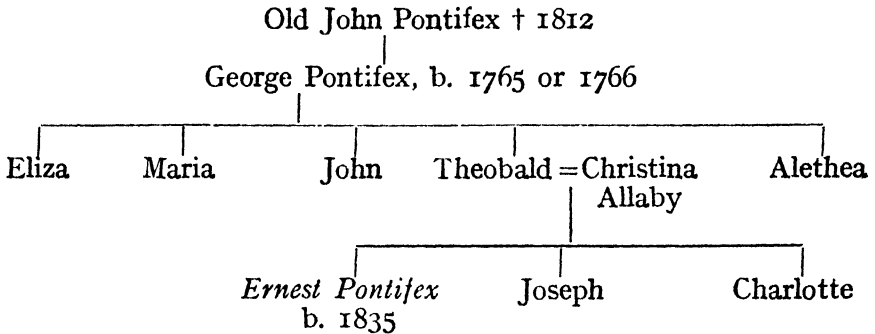 Old John Pontifex † 1812
George Pontifex, b. 1765 or 1766
Eliza Maria John Theobald = Christina Alethea
Allaby
Ernest Pontifex Joseph Charlotte
b. 1835